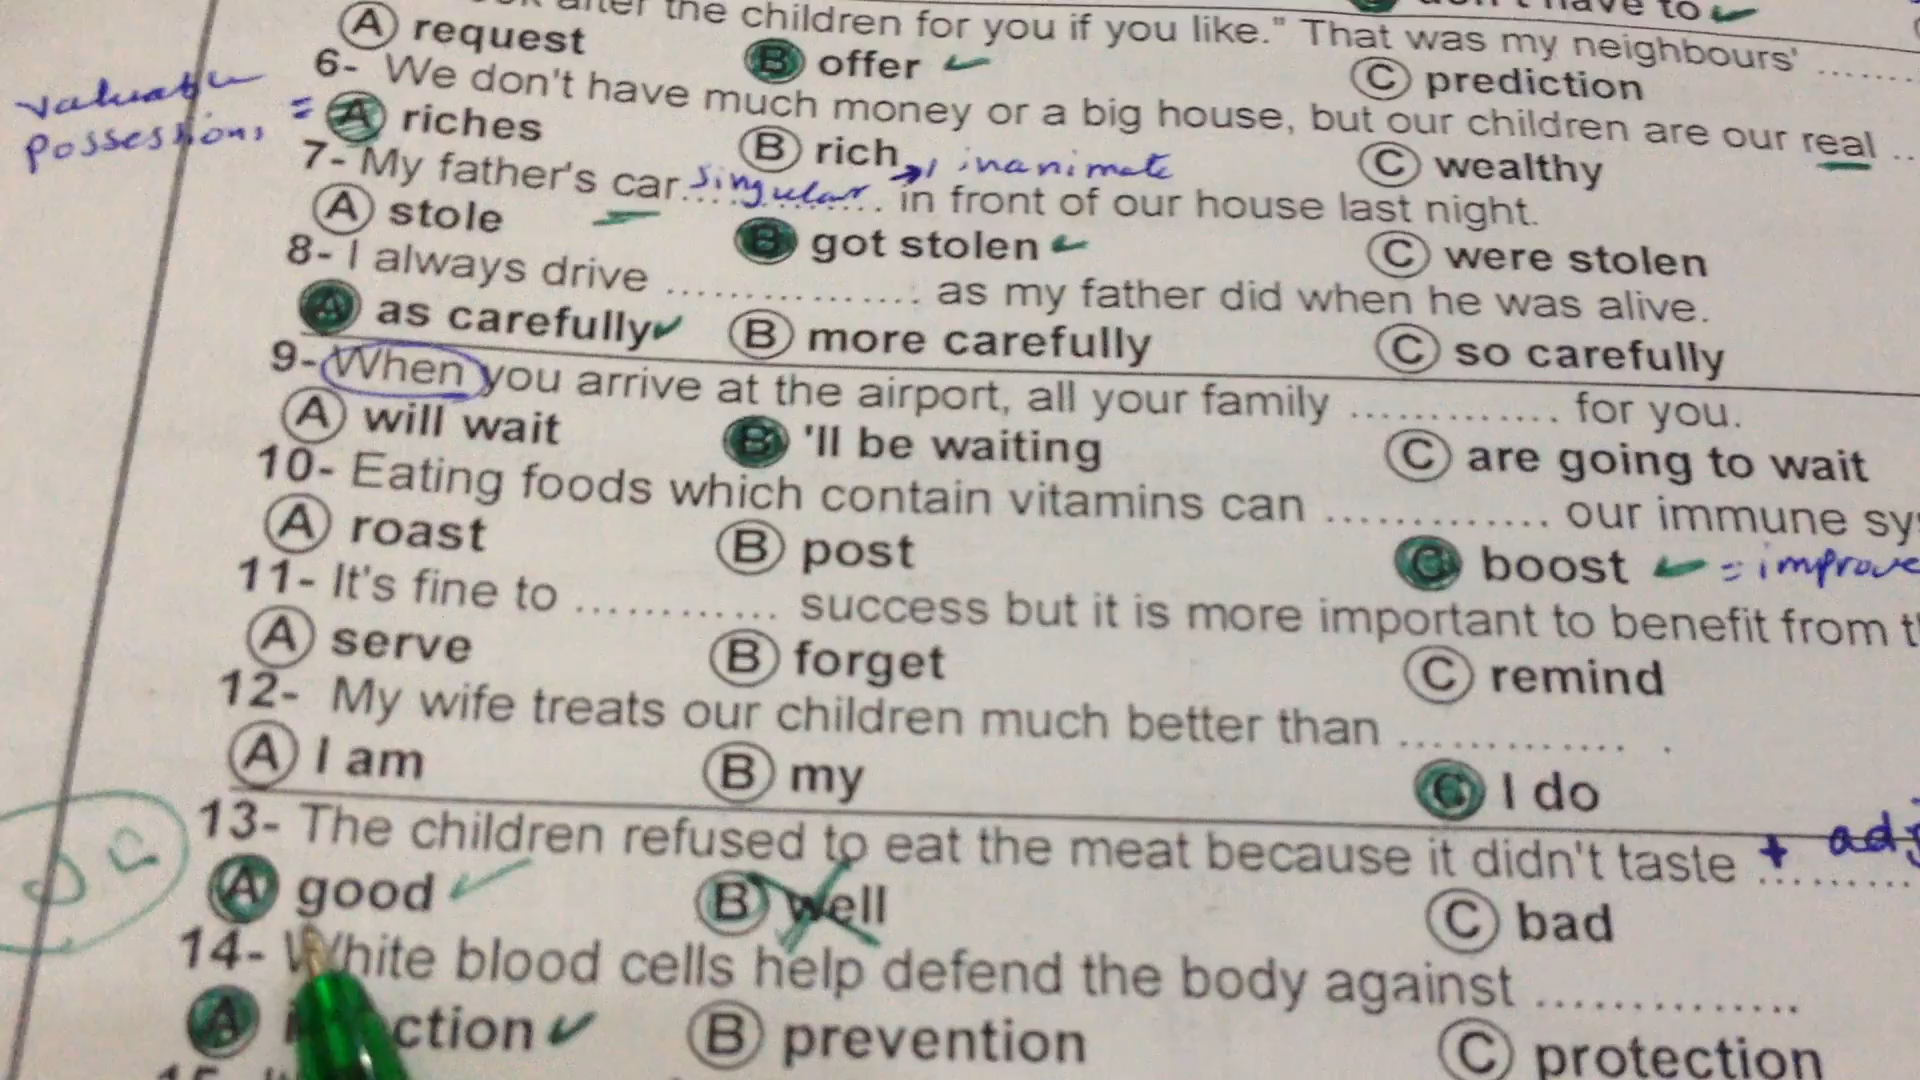 after the children for you if you like." That was my neighbours' ........
have to
A request B offer C prediction
6- We don't have much money or a big house, but our children are our real ..
valuable
possessions = A riches B rich C wealthy
inanimate
7- My father's car singular in front of our house last night.
A stole B got stolen C were stolen
8- I always drive ................ as my father did when he was alive.
A as carefully B more carefully C so carefully
9- When you arrive at the airport, all your family ............. for you.
A will wait B 'll be waiting C are going to wait
10- Eating foods which contain vitamins can ............. our immune
A roast B post C boost = improve
11- It's fine to ............. success but it is more important to benefit from
A serve B forget C remind
12- My wife treats our children much better than ............... .
A I am B my C I do
13- The children refused to eat the meat because it didn't taste + adj
A good B well C bad
14- White blood cells help defend the body against ...............
A B prevention C protection